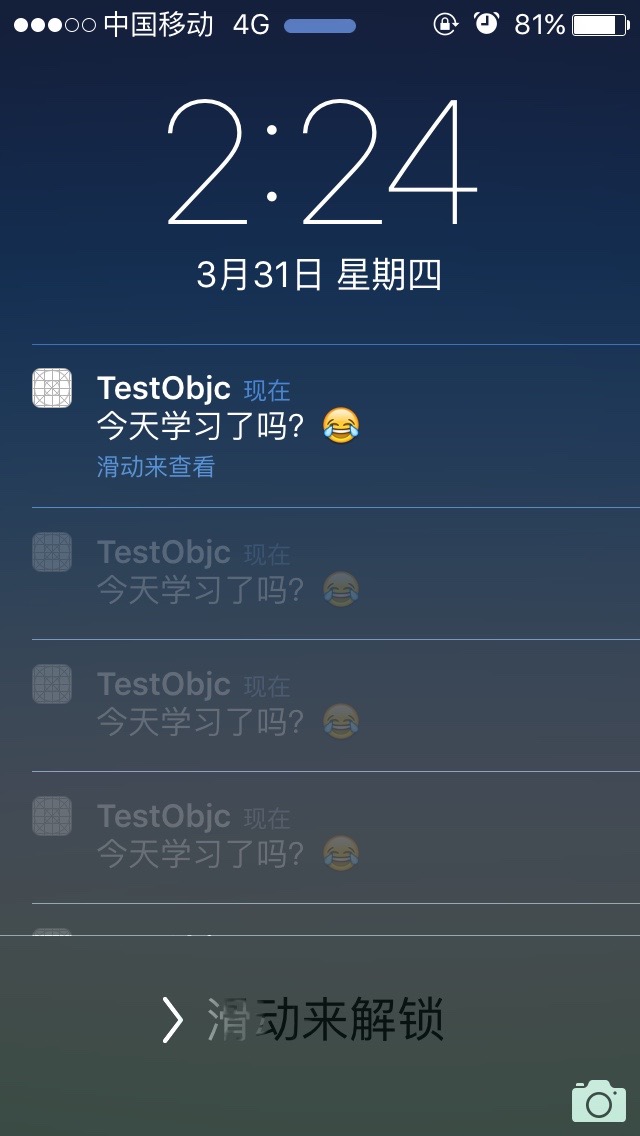 中国移动 4G 81%
2:24
3月31日 星期四
TestObjc 现在
今天学习了吗? 😂
滑动来查看
TestObjc 现在
今天学习了吗? 😂
TestObjc 现在
今天学习了吗? 😂
TestObjc 现在
今天学习了吗? 😂
滑动来解锁